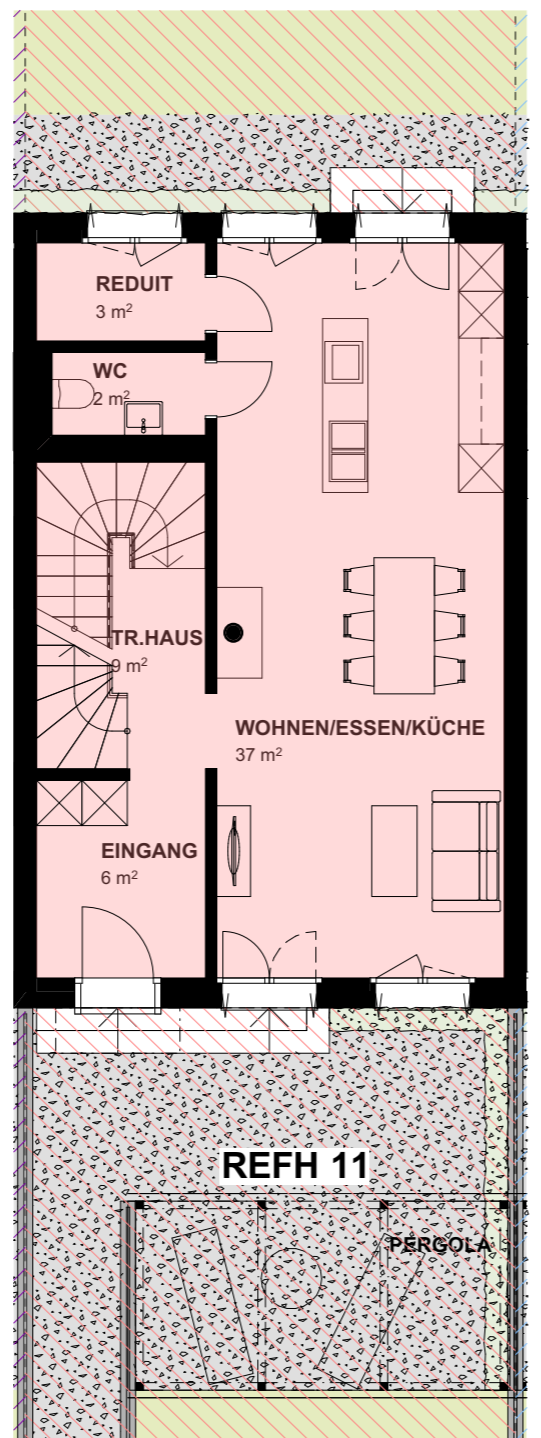 REDUIT
3 m²
WC
2 m²
TR.HAUS
9 m²
WOHNEN/ESSEN/KÜCHE
37 m²
EINGANG
6 m²
REFH 11
PERGOLA